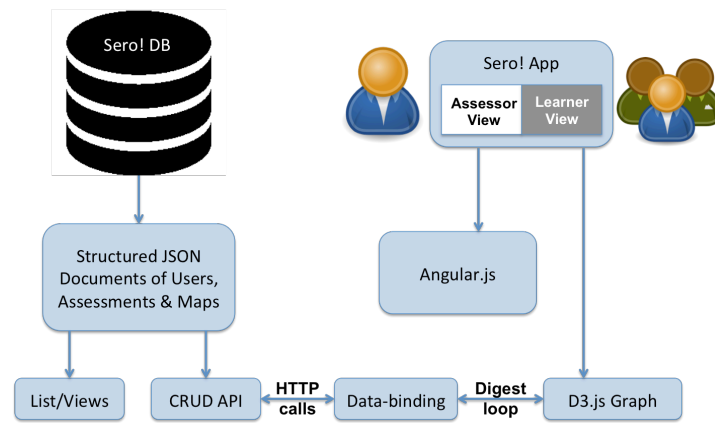 Sero! DB
Sero! App
Assessor
View
Learner
View
Structured JSON
Documents of Users,
Assessments & Maps
Angular.js
List/Views
CRUD API
HTTP
calls
Data-binding
Digest
loop
D3.js Graph